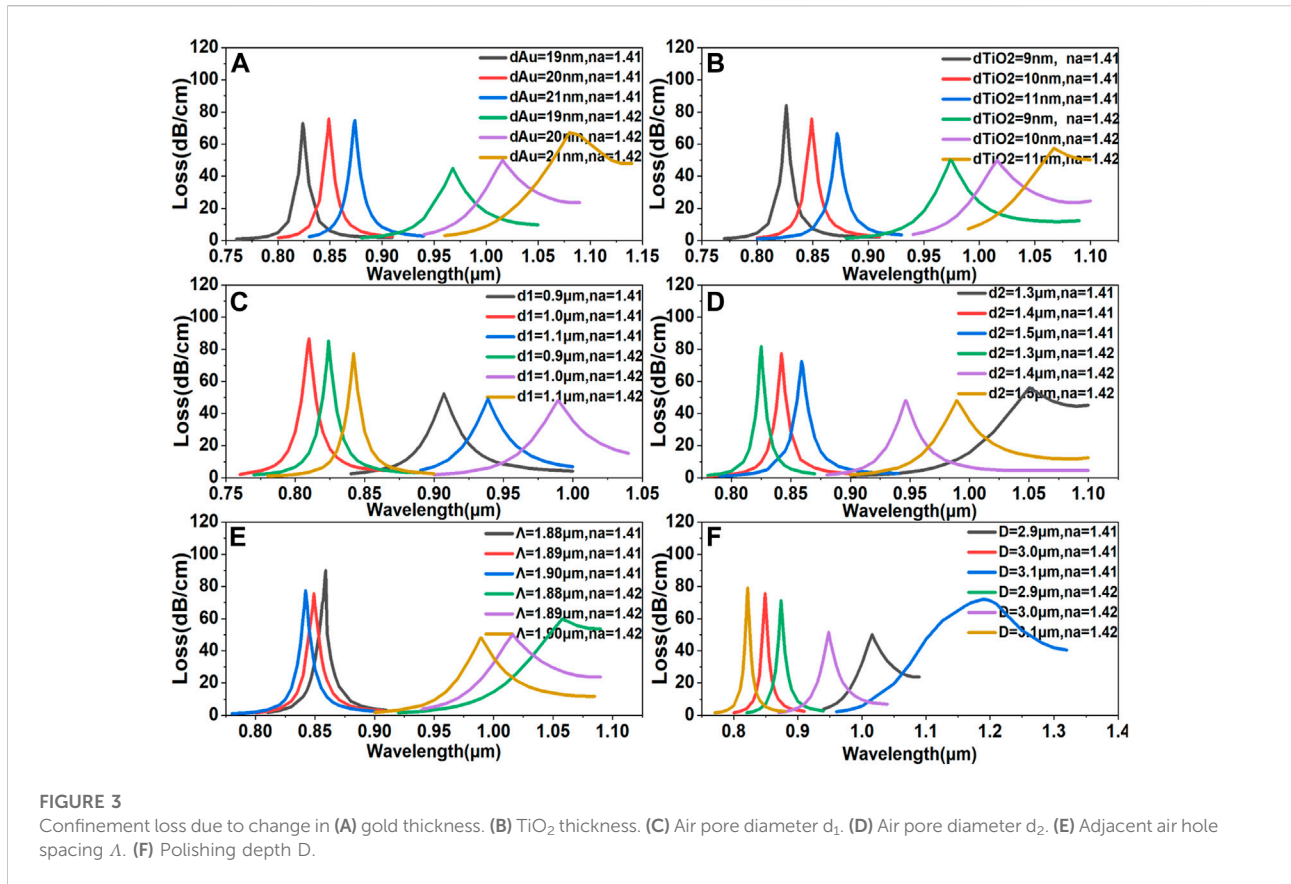 120
100
80
60
40
20
0
Loss(dB/cm)
A
dAu=19nm,na=1.41
dAu=20nm,na=1.41
dAu=21nm,na=1.41
dAu=19nm,na=1.42
dAu=20nm,na=1.42
dAu=21nm,na=1.42
0.75 0.80 0.85 0.90 0.95 1.00 1.05 1.10 1.15
Wavelength(μm)
120
100
80
60
40
20
0
Loss(dB/cm)
B
dTiO2=9nm, na=1.41
dTiO2=10nm,na=1.41
dTiO2=11nm,na=1.41
dTiO2=9nm, na=1.42
dTiO2=10nm,na=1.42
dTiO2=11nm,na=1.42
0.80 0.85 0.90 0.95 1.00 1.05 1.10
Wavelength(μm)
120
100
80
60
40
20
0
Loss(dB/cm)
C
d1=0.9μm,na=1.41
d1=1.0μm,na=1.41
d1=1.1μm,na=1.41
d1=0.9μm,na=1.42
d1=1.0μm,na=1.42
d1=1.1μm,na=1.42
0.75 0.80 0.85 0.90 0.95 1.00 1.05
Wavelength(μm)
120
100
80
60
40
20
0
Loss(dB/cm)
D
d2=1.3μm,na=1.41
d2=1.4μm,na=1.41
d2=1.5μm,na=1.41
d2=1.3μm,na=1.42
d2=1.4μm,na=1.42
d2=1.5μm,na=1.42
0.80 0.85 0.90 0.95 1.00 1.05 1.10
Wavelength(μm)
120
100
80
60
40
20
0
Loss(dB/cm)
E
Λ=1.88μm,na=1.41
Λ=1.89μm,na=1.41
Λ=1.90μm,na=1.41
Λ=1.88μm,na=1.42
Λ=1.89μm,na=1.42
Λ=1.90μm,na=1.42
0.80 0.85 0.90 0.95 1.00 1.05 1.10
Wavelength(μm)
120
100
80
60
40
20
0
Loss(dB/cm)
F
D=2.9μm,na=1.41
D=3.0μm,na=1.41
D=3.1μm,na=1.41
D=2.9μm,na=1.42
D=3.0μm,na=1.42
D=3.1μm,na=1.42
0.8 0.9 1.0 1.1 1.2 1.3 1.4
Wavelength(μm)
FIGURE 3
Confinement loss due to change in (A) gold thickness. (B) TiO₂ thickness. (C) Air pore diameter d₁. (D) Air pore diameter d₂. (E) Adjacent air hole
spacing Λ. (F) Polishing depth D.